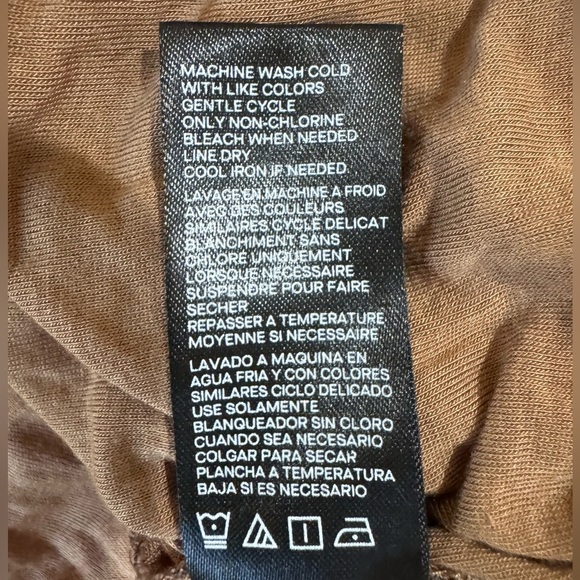 MACHINE WASH COLD
WITH LIKE COLORS
GENTLE CYCLE
ONLY NON-CHLORINE
BLEACH WHEN NEEDED
LINE DRY
COOL IRON IF NEEDED
LAVAGE EN MACHINE A FROID
AVEC DES COULEURS
SIMILAIRES CYCLE DELICAT
BLANCHIMENT SANS
CHLORE UNIQUEMENT
LORSQUE NECESSAIRE
SUSPENDRE POUR FAIRE
SECHER
REPASSER A TEMPERATURE
MOYENNE SI NECESSAIRE
LAVADO A MAQUINA EN
AGUA FRIA Y CON COLORES
SIMILARES CICLO DELICADO
USE SOLAMENTE
BLANQUEADOR SIN CLORO
CUANDO SEA NECESARIO
COLGAR PARA SECAR
PLANCHA A TEMPERATURA
BAJA SI ES NECESARIO